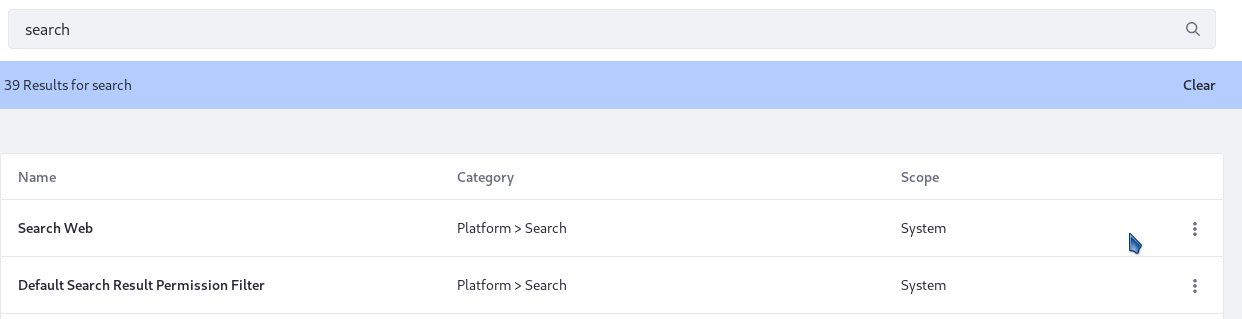 search
39 Results for search Clear
Name Category Scope
Search Web Platform > Search System
Default Search Result Permission Filter Platform > Search System